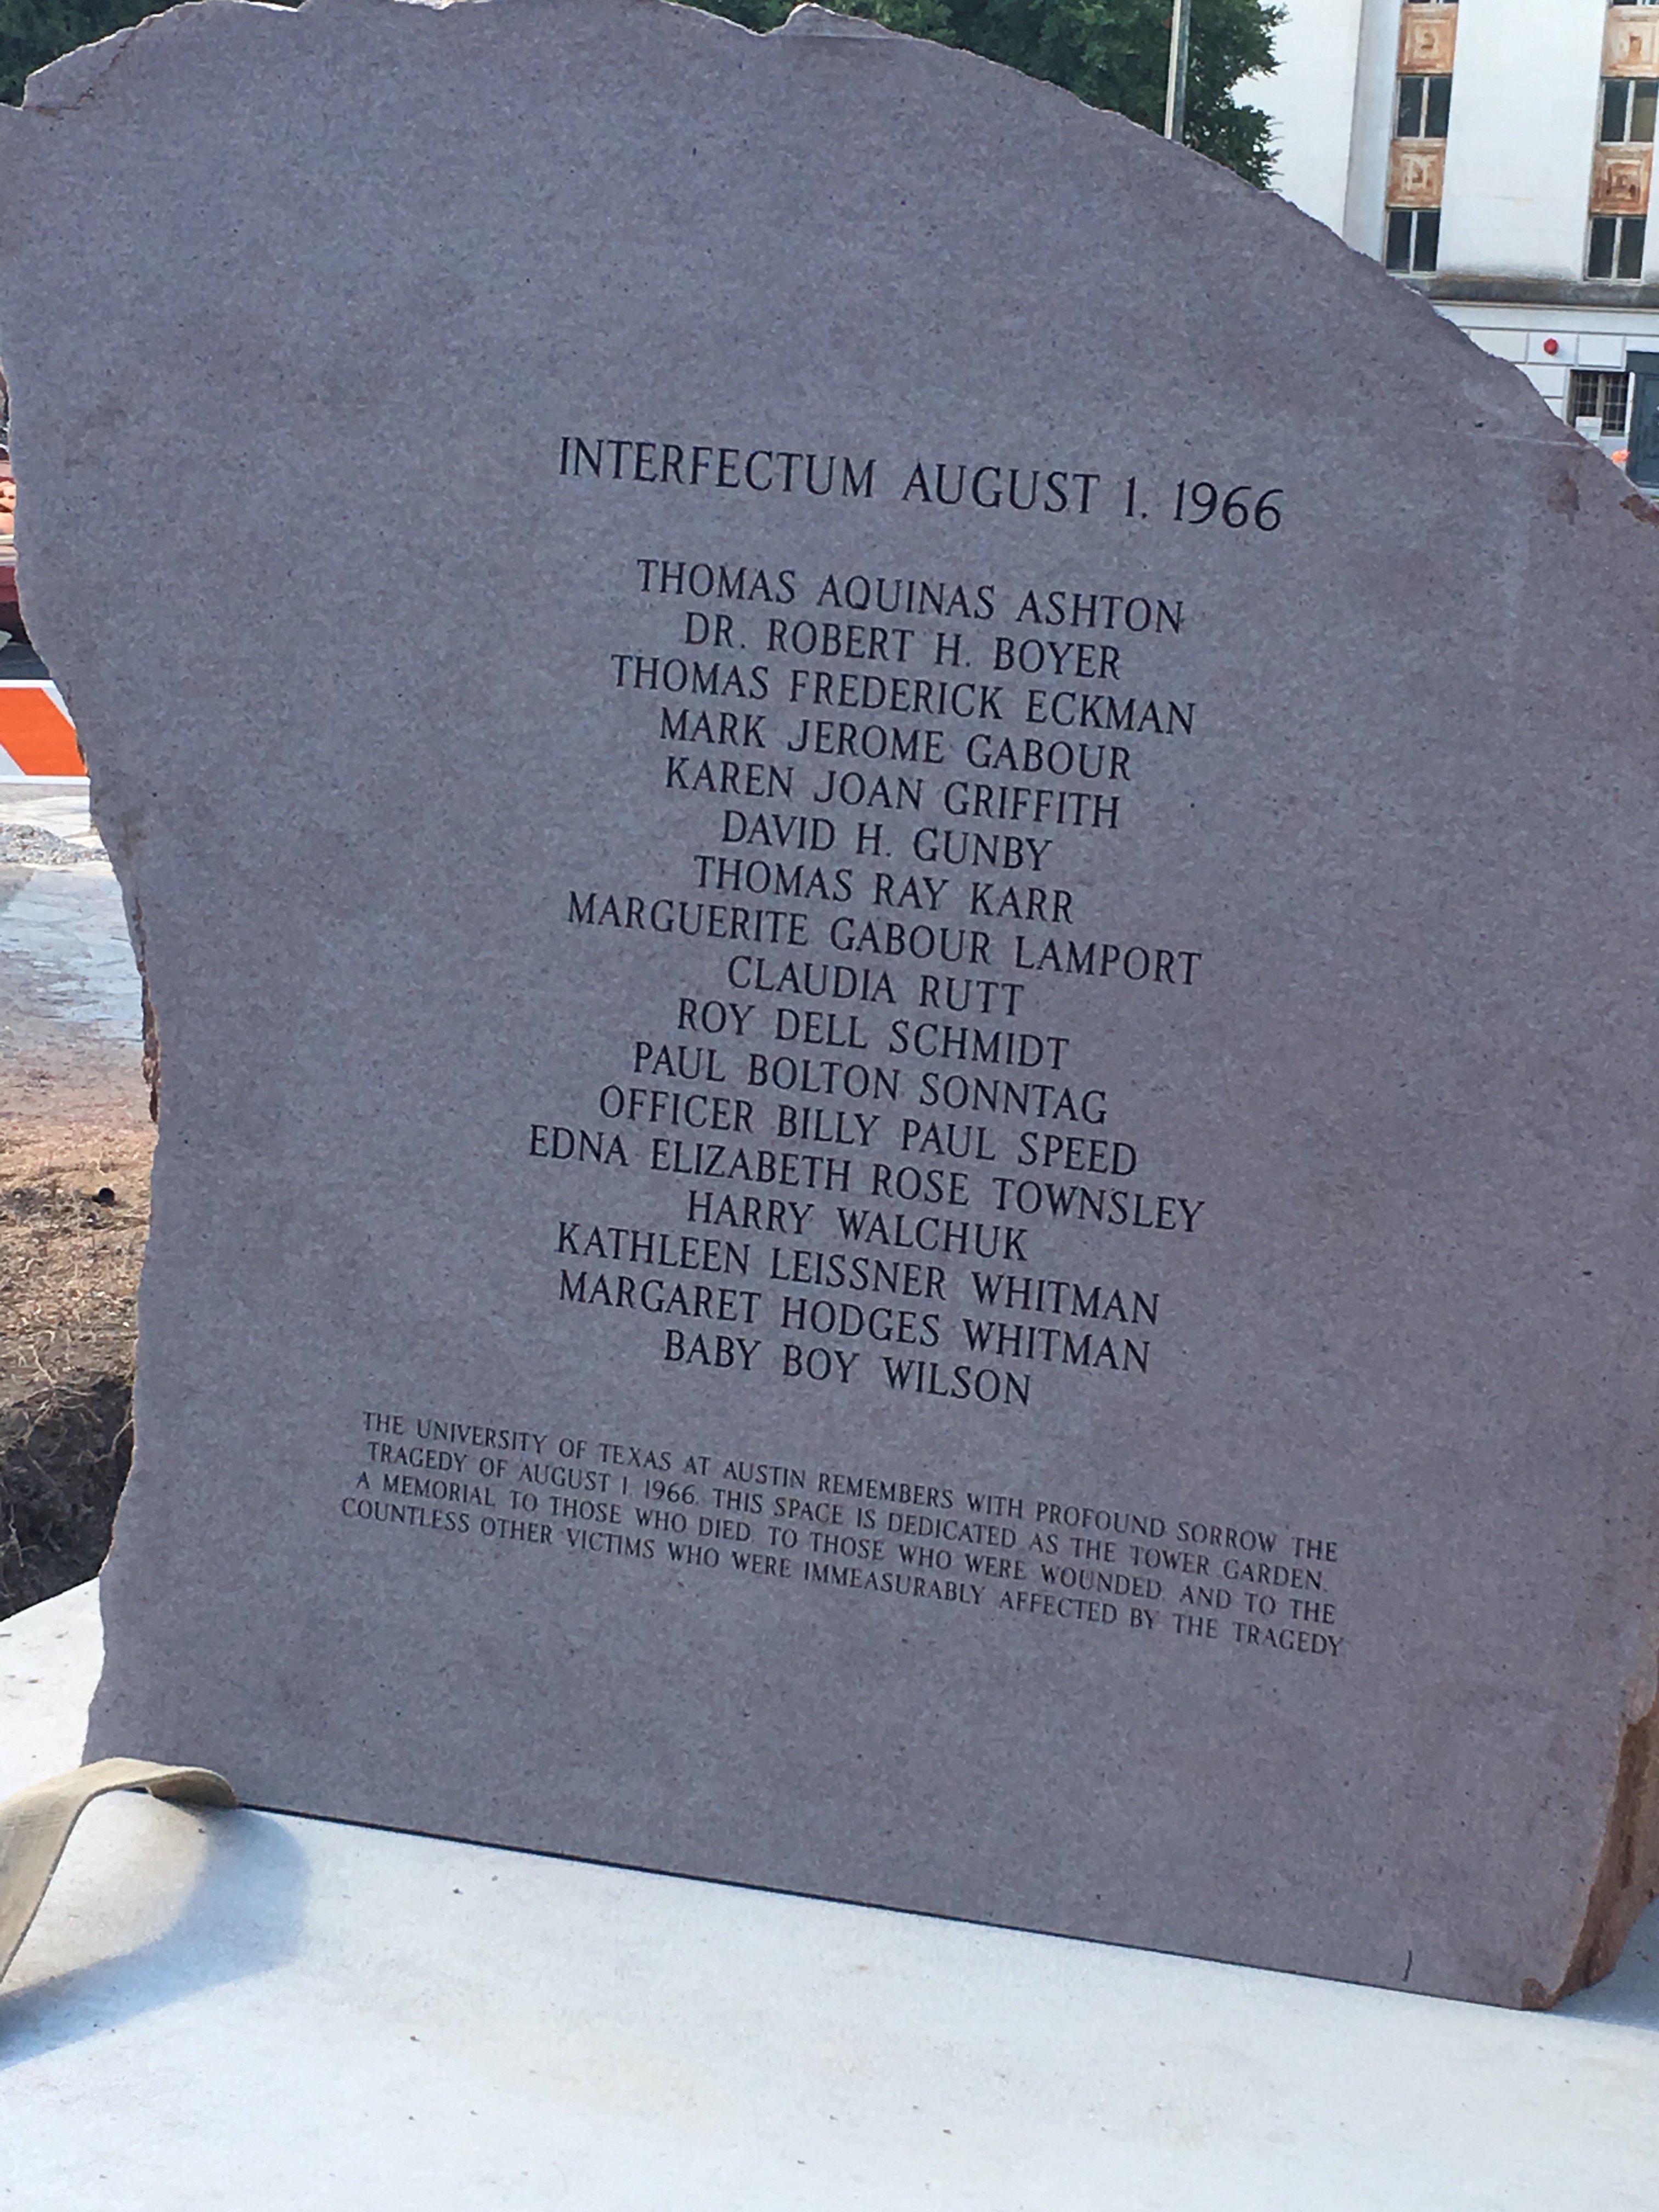 INTERFECTUM AUGUST 1, 1966
THOMAS AQUINAS ASHTON
DR. ROBERT H. BOYER
THOMAS FREDERICK ECKMAN
MARK JEROME GABOUR
KAREN JOAN GRIFFITH
DAVID H. GUNBY
THOMAS RAY KARR
MARGUERITE GABOUR LAMPORT
CLAUDIA RUTT
ROY DELL SCHMIDT
PAUL BOLTON SONNTAG
OFFICER BILLY PAUL SPEED
EDNA ELIZABETH ROSE TOWNSLEY
HARRY WALCHUK
KATHLEEN LEISSNER WHITMAN
MARGARET HODGES WHITMAN
BABY BOY WILSON
THE UNIVERSITY OF TEXAS AT AUSTIN REMEMBERS WITH PROFOUND SORROW THE
TRAGEDY OF AUGUST 1, 1966. THIS SPACE IS DEDICATED AS THE TOWER GARDEN,
A MEMORIAL TO THOSE WHO DIED, TO THOSE WHO WERE WOUNDED, AND TO THE
COUNTLESS OTHER VICTIMS WHO WERE IMMEASURABLY AFFECTED BY THE TRAGEDY.